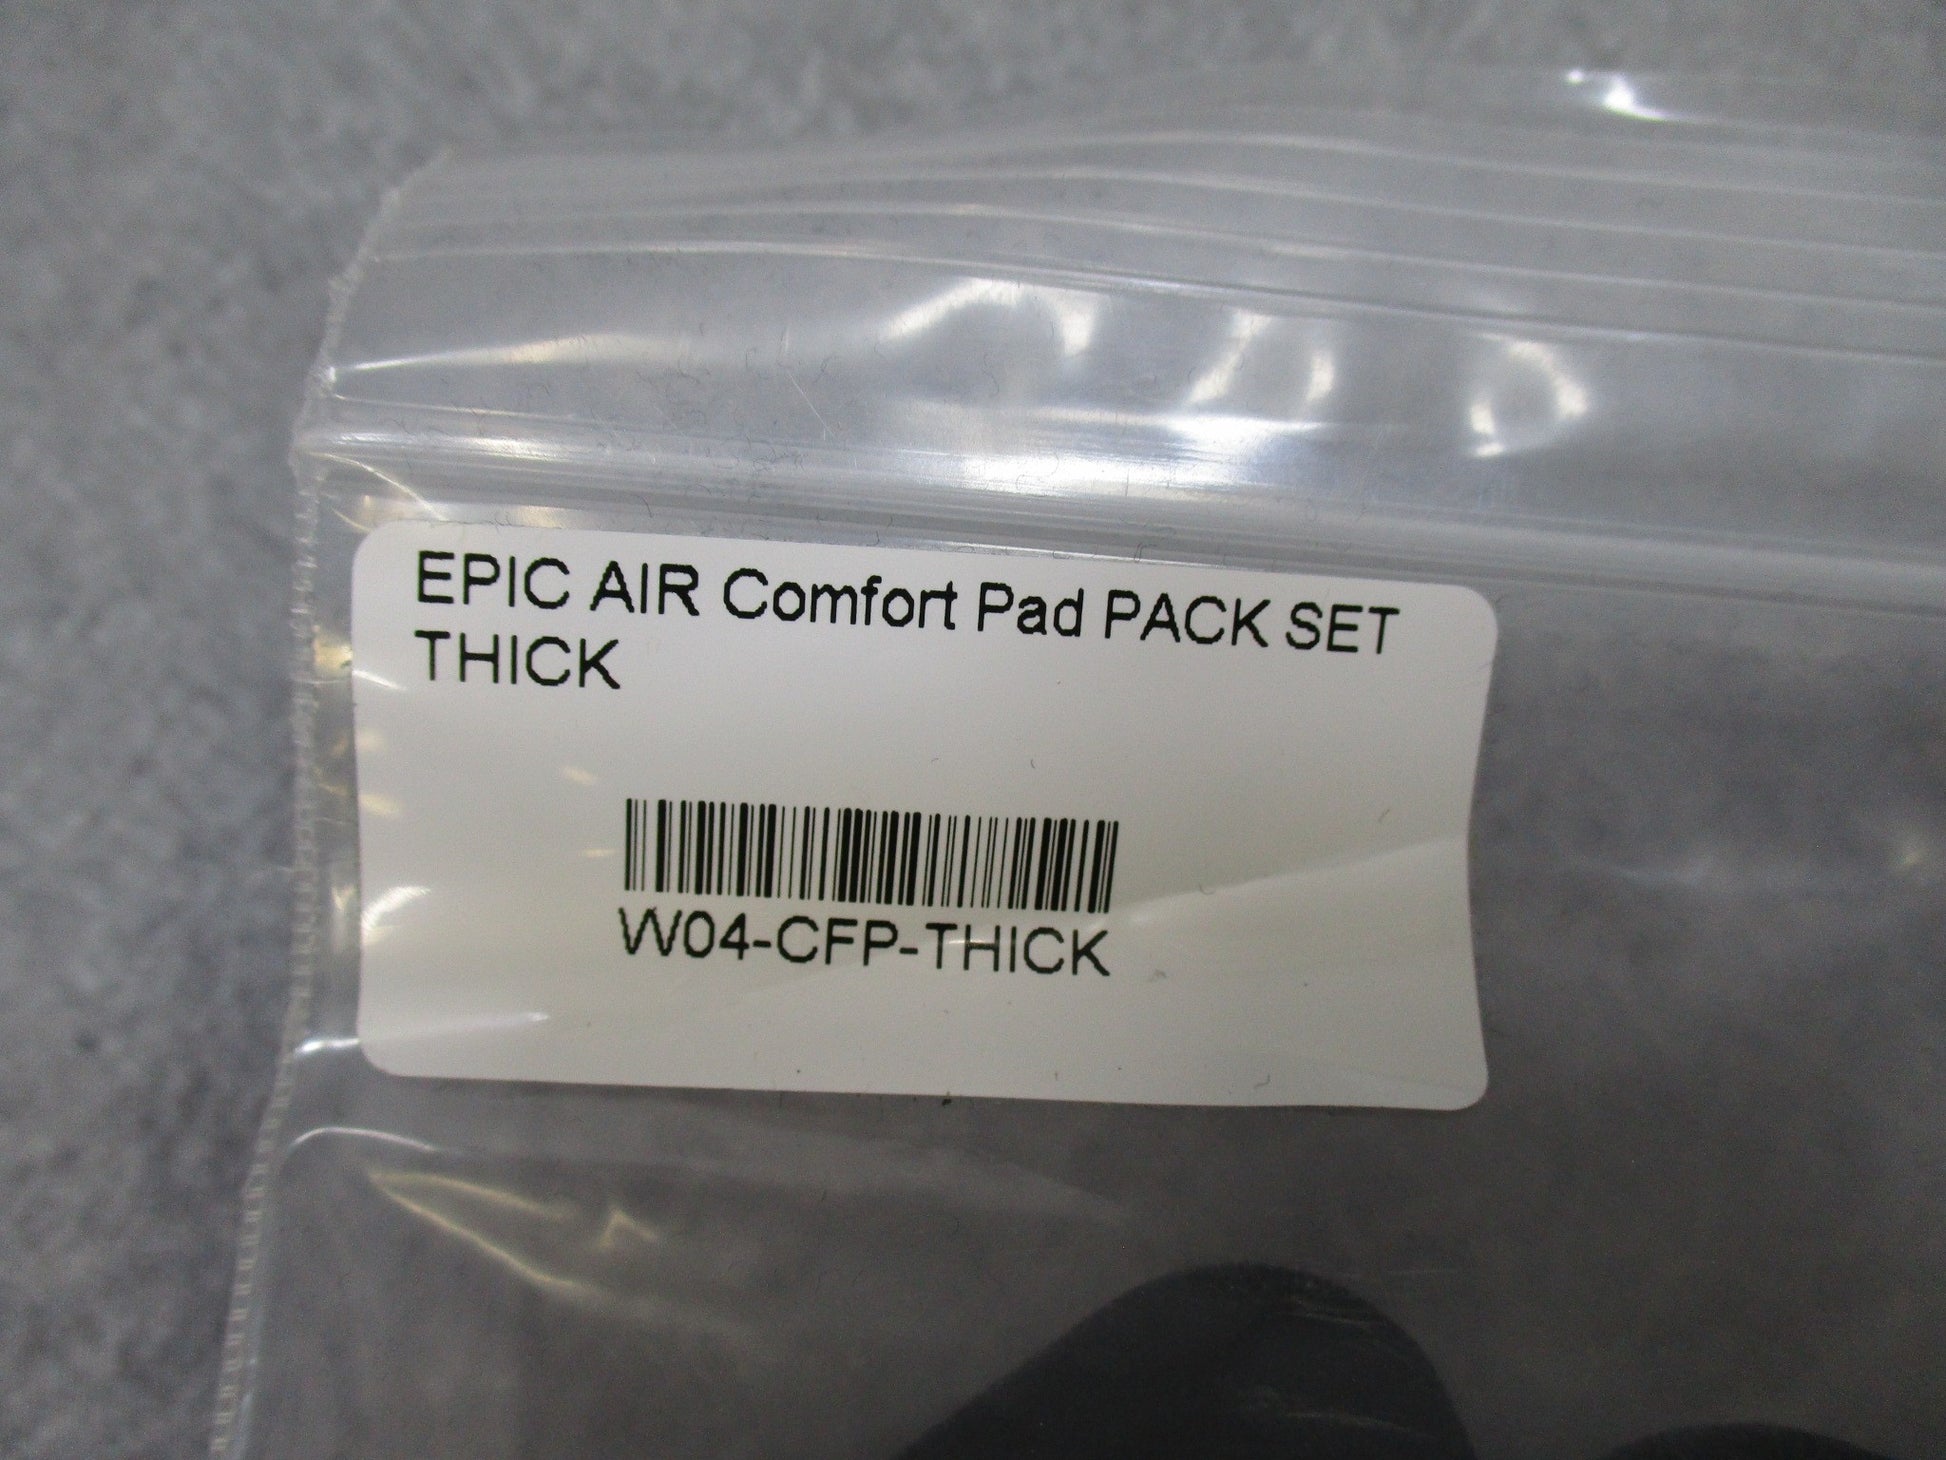 EPIC AIR Comfort Pad PACK SET
THICK
W04-CFP-THICK